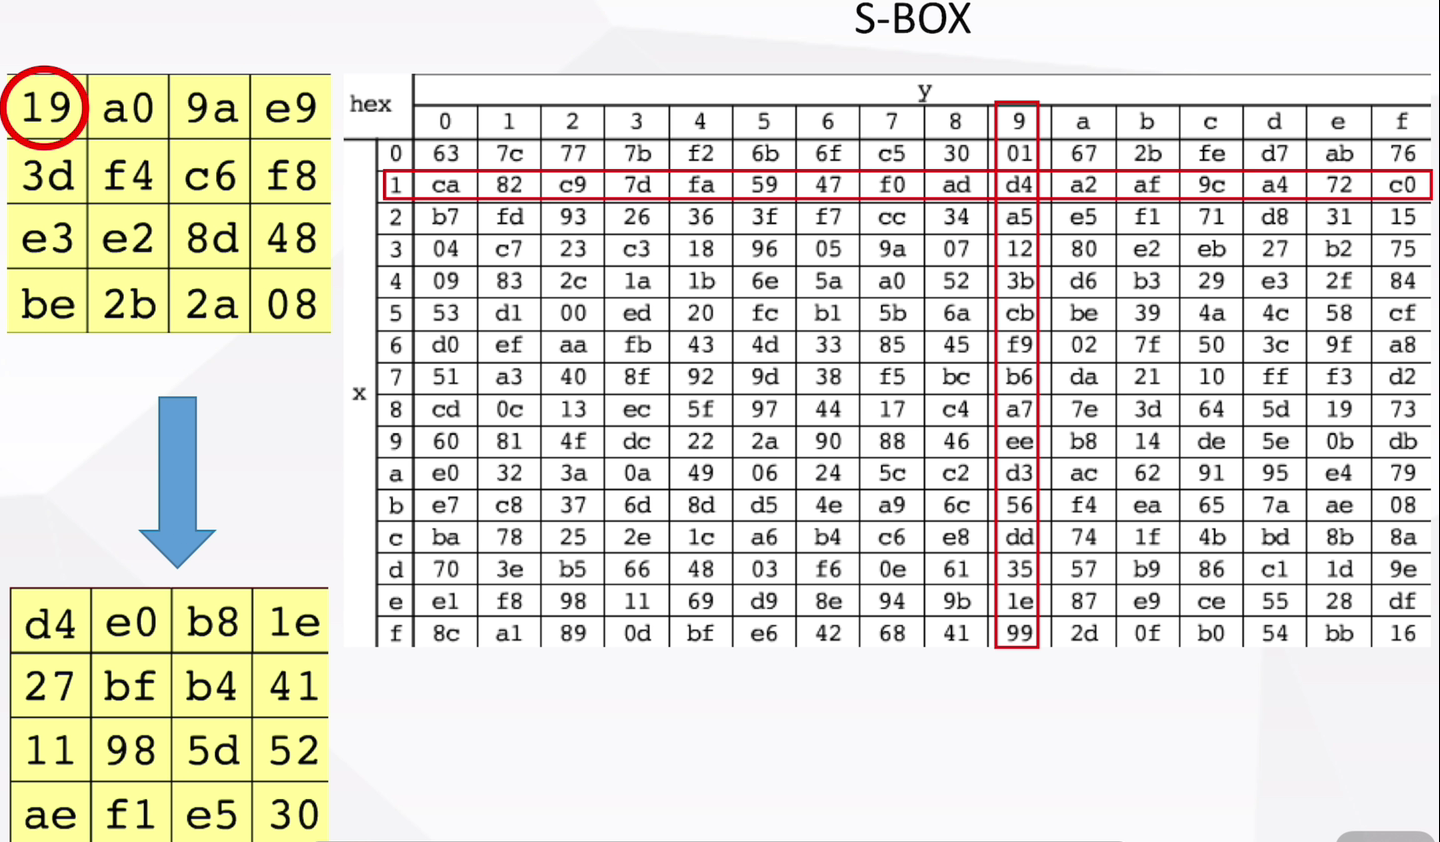 S-BOX
19 a0 9a e9
3d f4 c6 f8
e3 e2 8d 48
be 2b 2a 08
hex y
0 1 2 3 4 5 6 7 8 9 a b c d e f
x
0 63 7c 77 7b f2 6b 6f c5 30 01 67 2b fe d7 ab 76
1 ca 82 c9 7d fa 59 47 f0 ad d4 a2 af 9c a4 72 c0
2 b7 fd 93 26 36 3f f7 cc 34 a5 e5 f1 71 d8 31 15
3 04 c7 23 c3 18 96 05 9a 07 12 80 e2 eb 27 b2 75
4 09 83 2c 1a 1b 6e 5a a0 52 3b d6 b3 29 e3 2f 84
5 53 d1 00 ed 20 fc b1 5b 6a cb be 39 4a 4c 58 cf
6 d0 ef aa fb 43 4d 33 85 45 f9 02 7f 50 3c 9f a8
7 51 a3 40 8f 92 9d 38 f5 bc b6 da 21 10 ff f3 d2
8 cd 0c 13 ec 5f 97 44 17 c4 a7 7e 3d 64 5d 19 73
9 60 81 4f dc 22 2a 90 88 46 ee b8 14 de 5e 0b db
a e0 32 3a 0a 49 06 24 5c c2 d3 ac 62 91 95 e4 79
b e7 c8 37 6d 8d d5 4e a9 6c 56 f4 ea 65 7a ae 08
c ba 78 25 2e 1c a6 b4 c6 e8 dd 74 1f 4b bd 8b 8a
d 70 3e b5 66 48 03 f6 0e 61 35 57 b9 86 c1 1d 9e
e e1 f8 98 11 69 d9 8e 94 9b 1e 87 e9 ce 55 28 df
f 8c a1 89 0d bf e6 42 68 41 99 2d 0f b0 54 bb 16
d4 e0 b8 1e
27 bf b4 41
11 98 5d 52
ae f1 e5 30